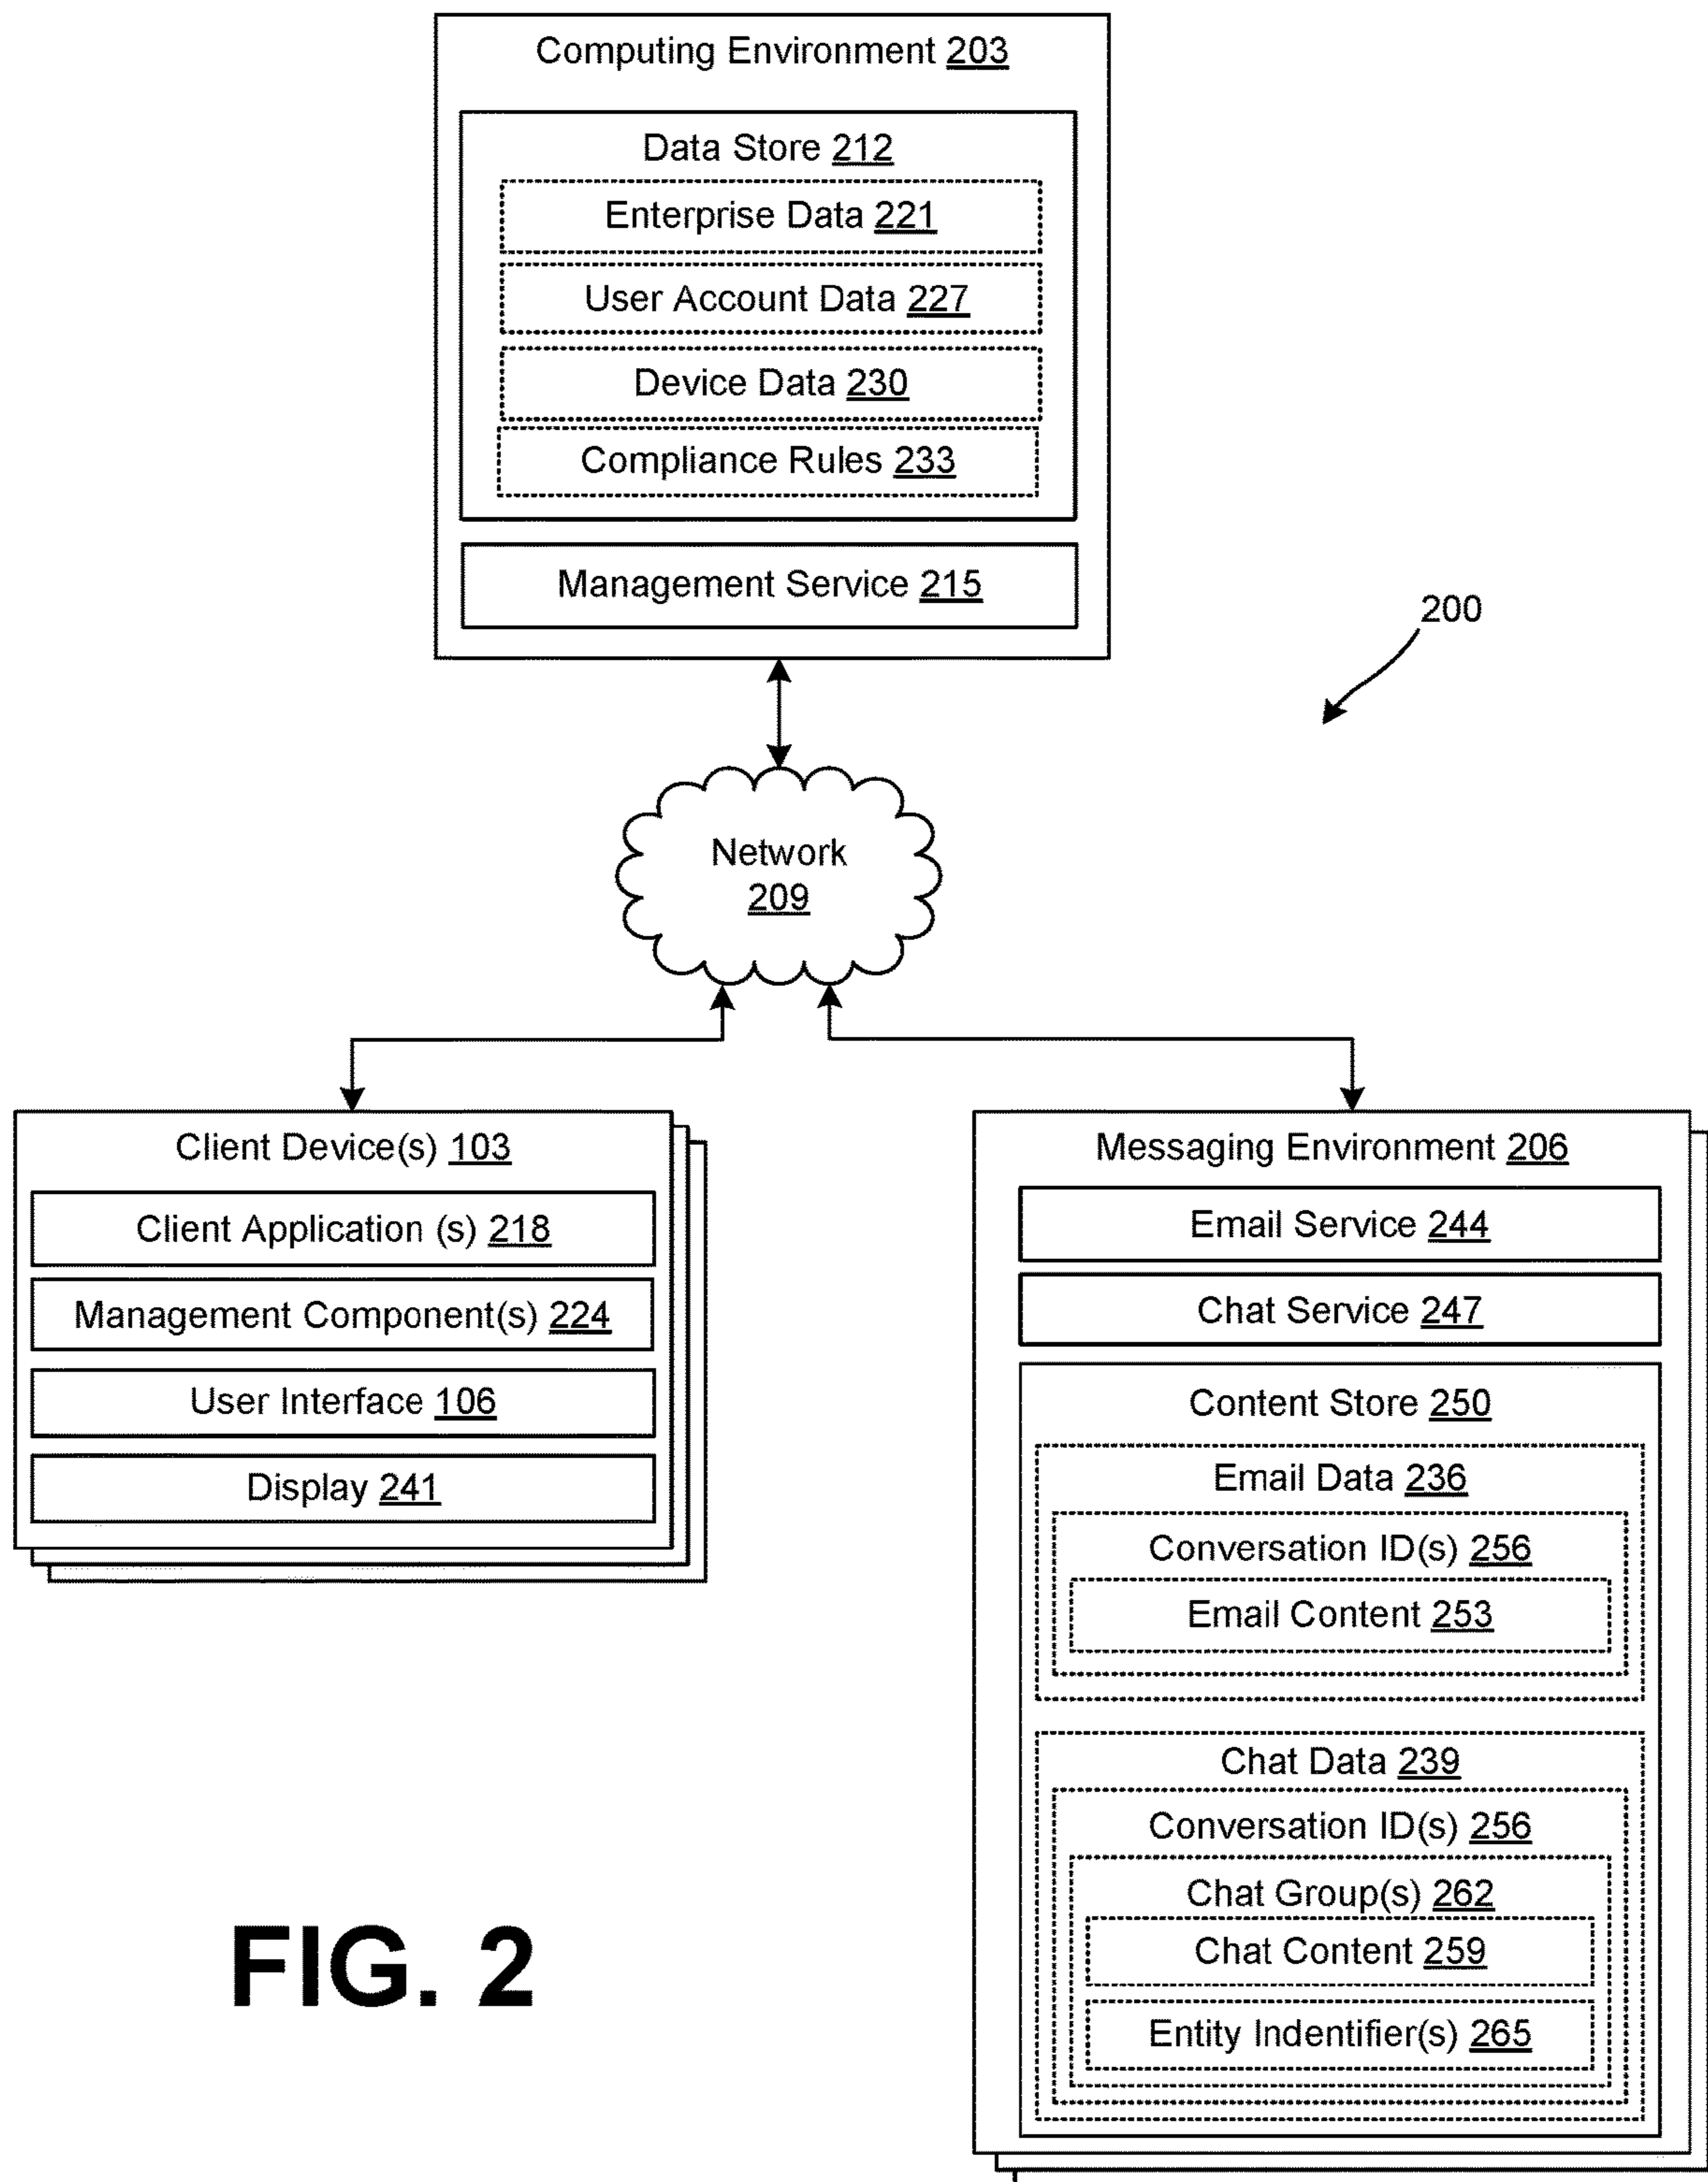 Computing Environment 203
Data Store 212
Enterprise Data 221
User Account Data 227
Device Data 230
Compliance Rules 233
Management Service 215
200
Network
209
Client Device(s) 103
Client Application (s) 218
Management Component(s) 224
User Interface 106
Display 241
Messaging Environment 206
Email Service 244
Chat Service 247
Content Store 250
Email Data 236
Conversation ID(s) 256
Email Content 253
Chat Data 239
Conversation ID(s) 256
Chat Group(s) 262
Chat Content 259
Entity Indentifier(s) 265
FIG. 2